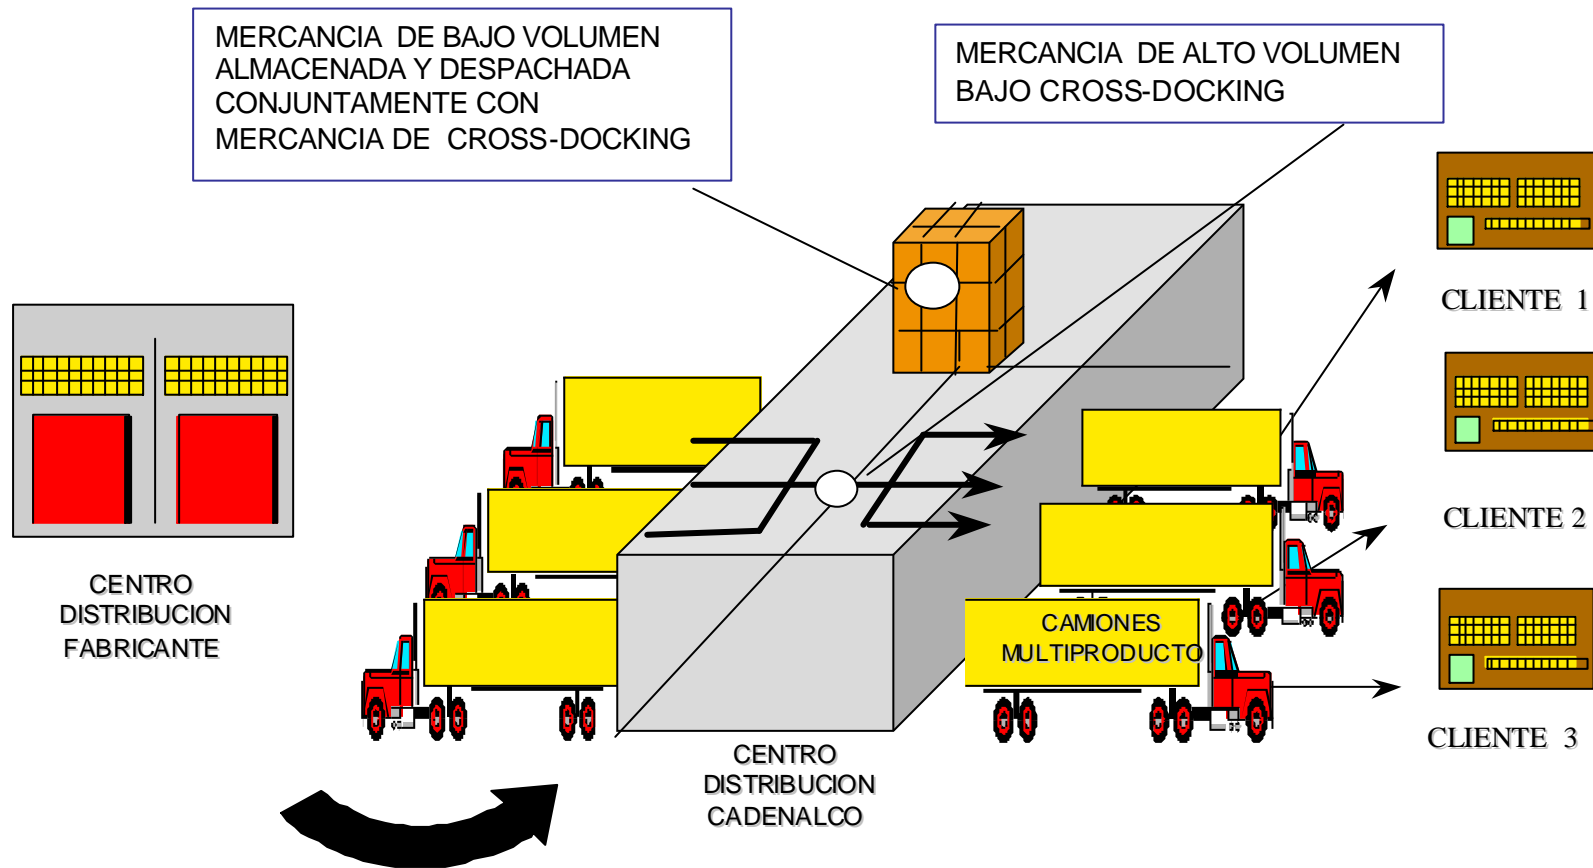 MERCANCIA DE BAJO VOLUMEN
ALMACENADA Y DESPACHADA
CONJUNTAMENTE CON
MERCANCIA DE CROSS-DOCKING
MERCANCIA DE ALTO VOLUMEN
BAJO CROSS-DOCKING
CLIENTE 1
CLIENTE 2
CENTRO
DISTRIBUCION
FABRICANTE
CAMIONES
MULTIPRODUCTO
CLIENTE 3
CENTRO
DISTRIBUCION
CADENALCO